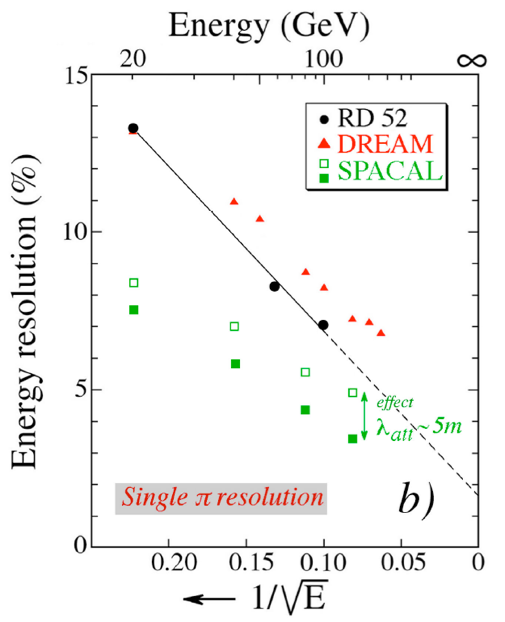 Energy (GeV)
20 100 ∞
15
RD 52
DREAM
SPACAL
10
Energy resolution (%)
5
effect
λatt ~ 5m
Single π resolution
b)
0
0.20 0.15 0.10 0.05 0
← 1/√E